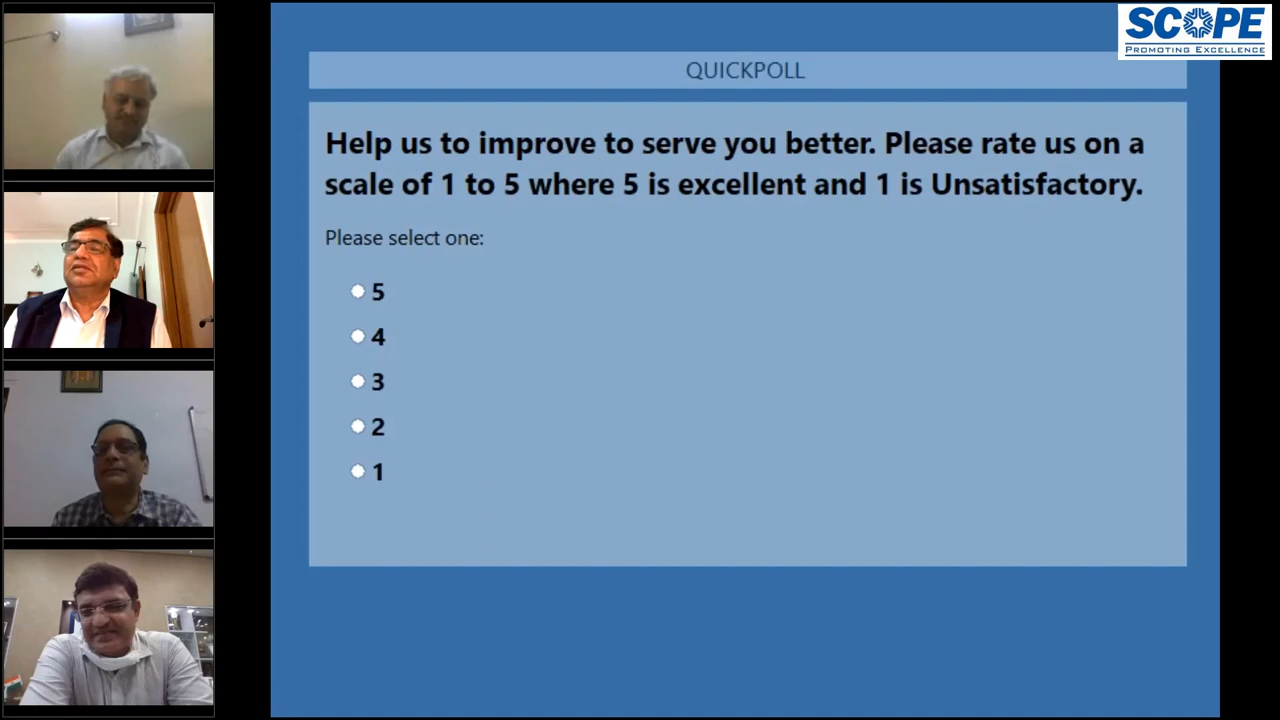 SCOPE
PROMOTING EXCELLENCE
QUICKPOLL
Help us to improve to serve you better. Please rate us on a
scale of 1 to 5 where 5 is excellent and 1 is Unsatisfactory.
Please select one:
5
4
3
2
1